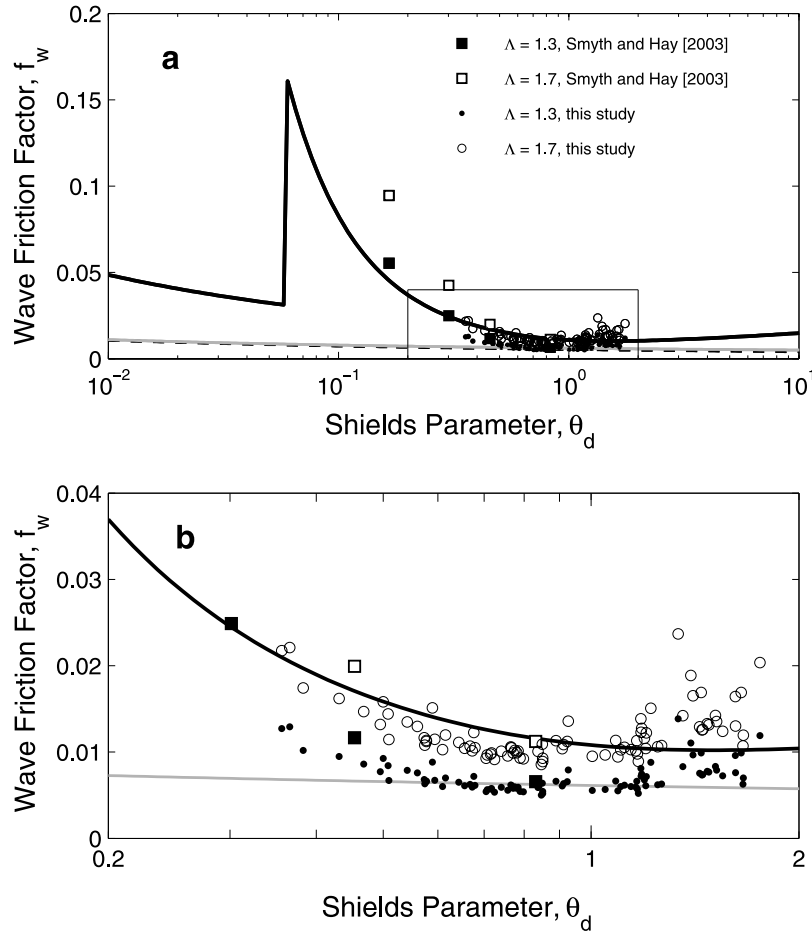 0.2
a
Λ = 1.3, Smyth and Hay [2003]
Λ = 1.7, Smyth and Hay [2003]
Λ = 1.3, this study
Λ = 1.7, this study
0.15
0.1
0.05
0
Wave Friction Factor, f_w
10^-2
10^-1
10^0
10^1
Shields Parameter, θ_d
0.04
b
0.03
0.02
0.01
0
Wave Friction Factor, f_w
0.2
1
2
Shields Parameter, θ_d